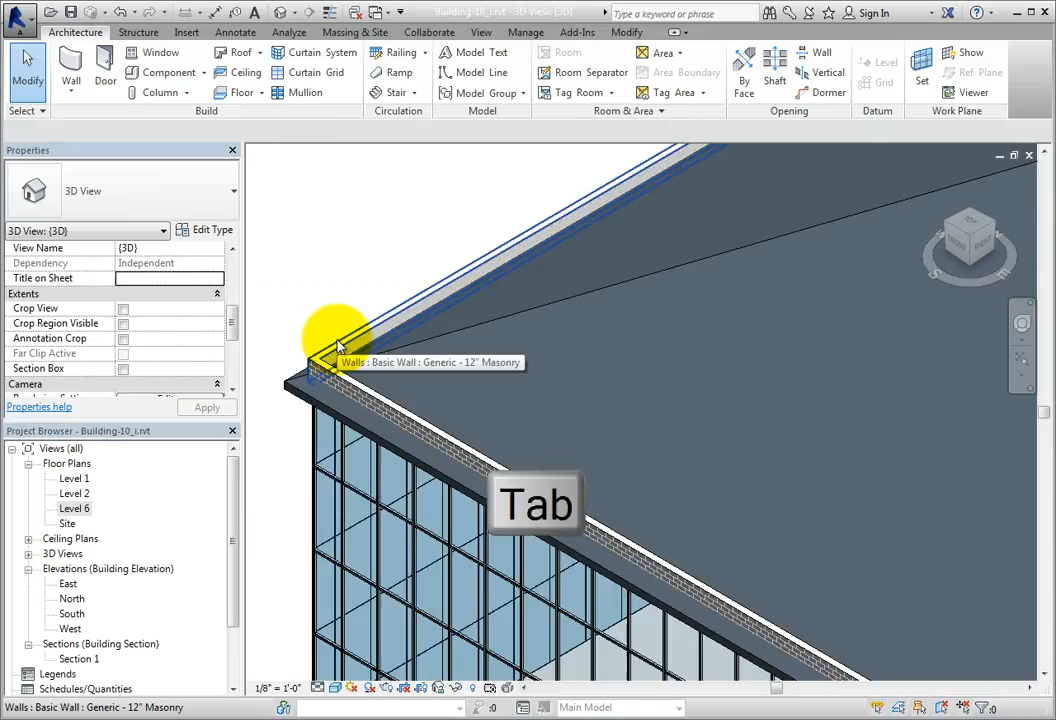 Building-10_i.rvt - 3D View: {3D}
Type a keyword or phrase
Sign In
Architecture Structure Insert Annotate Analyze Massing & Site Collaborate View Manage Add-Ins Modify
Modify
Select
Wall
Door
Window
Component
Column
Roof
Ceiling
Floor
Curtain System
Curtain Grid
Mullion
Build
Railing
Ramp
Stair
Circulation
Model Text
Model Line
Model Group
Model
Room
Room Separator
Tag Room
Area
Area Boundary
Tag Area
Room & Area
By
Face
Shaft
Wall
Vertical
Dormer
Opening
Level
Grid
Datum
Set
Show
Ref Plane
Viewer
Work Plane
Properties
3D View
3D View: {3D}
Edit Type
View Name {3D}
Dependency Independent
Title on Sheet
Extents
Crop View
Crop Region Visible
Annotation Crop
Far Clip Active
Section Box
Camera
Properties help
Apply
Project Browser - Building-10_i.rvt
Views (all)
Floor Plans
Level 1
Level 2
Level 6
Site
Ceiling Plans
3D Views
Elevations (Building Elevation)
East
North
South
West
Sections (Building Section)
Section 1
Legends
Schedules/Quantities
TOP
RIGHT
S
E
Walls : Basic Wall : Generic - 12" Masonry
Tab
1/8" = 1'-0"
Walls : Basic Wall : Generic - 12" Masonry
:0
Main Model
:0